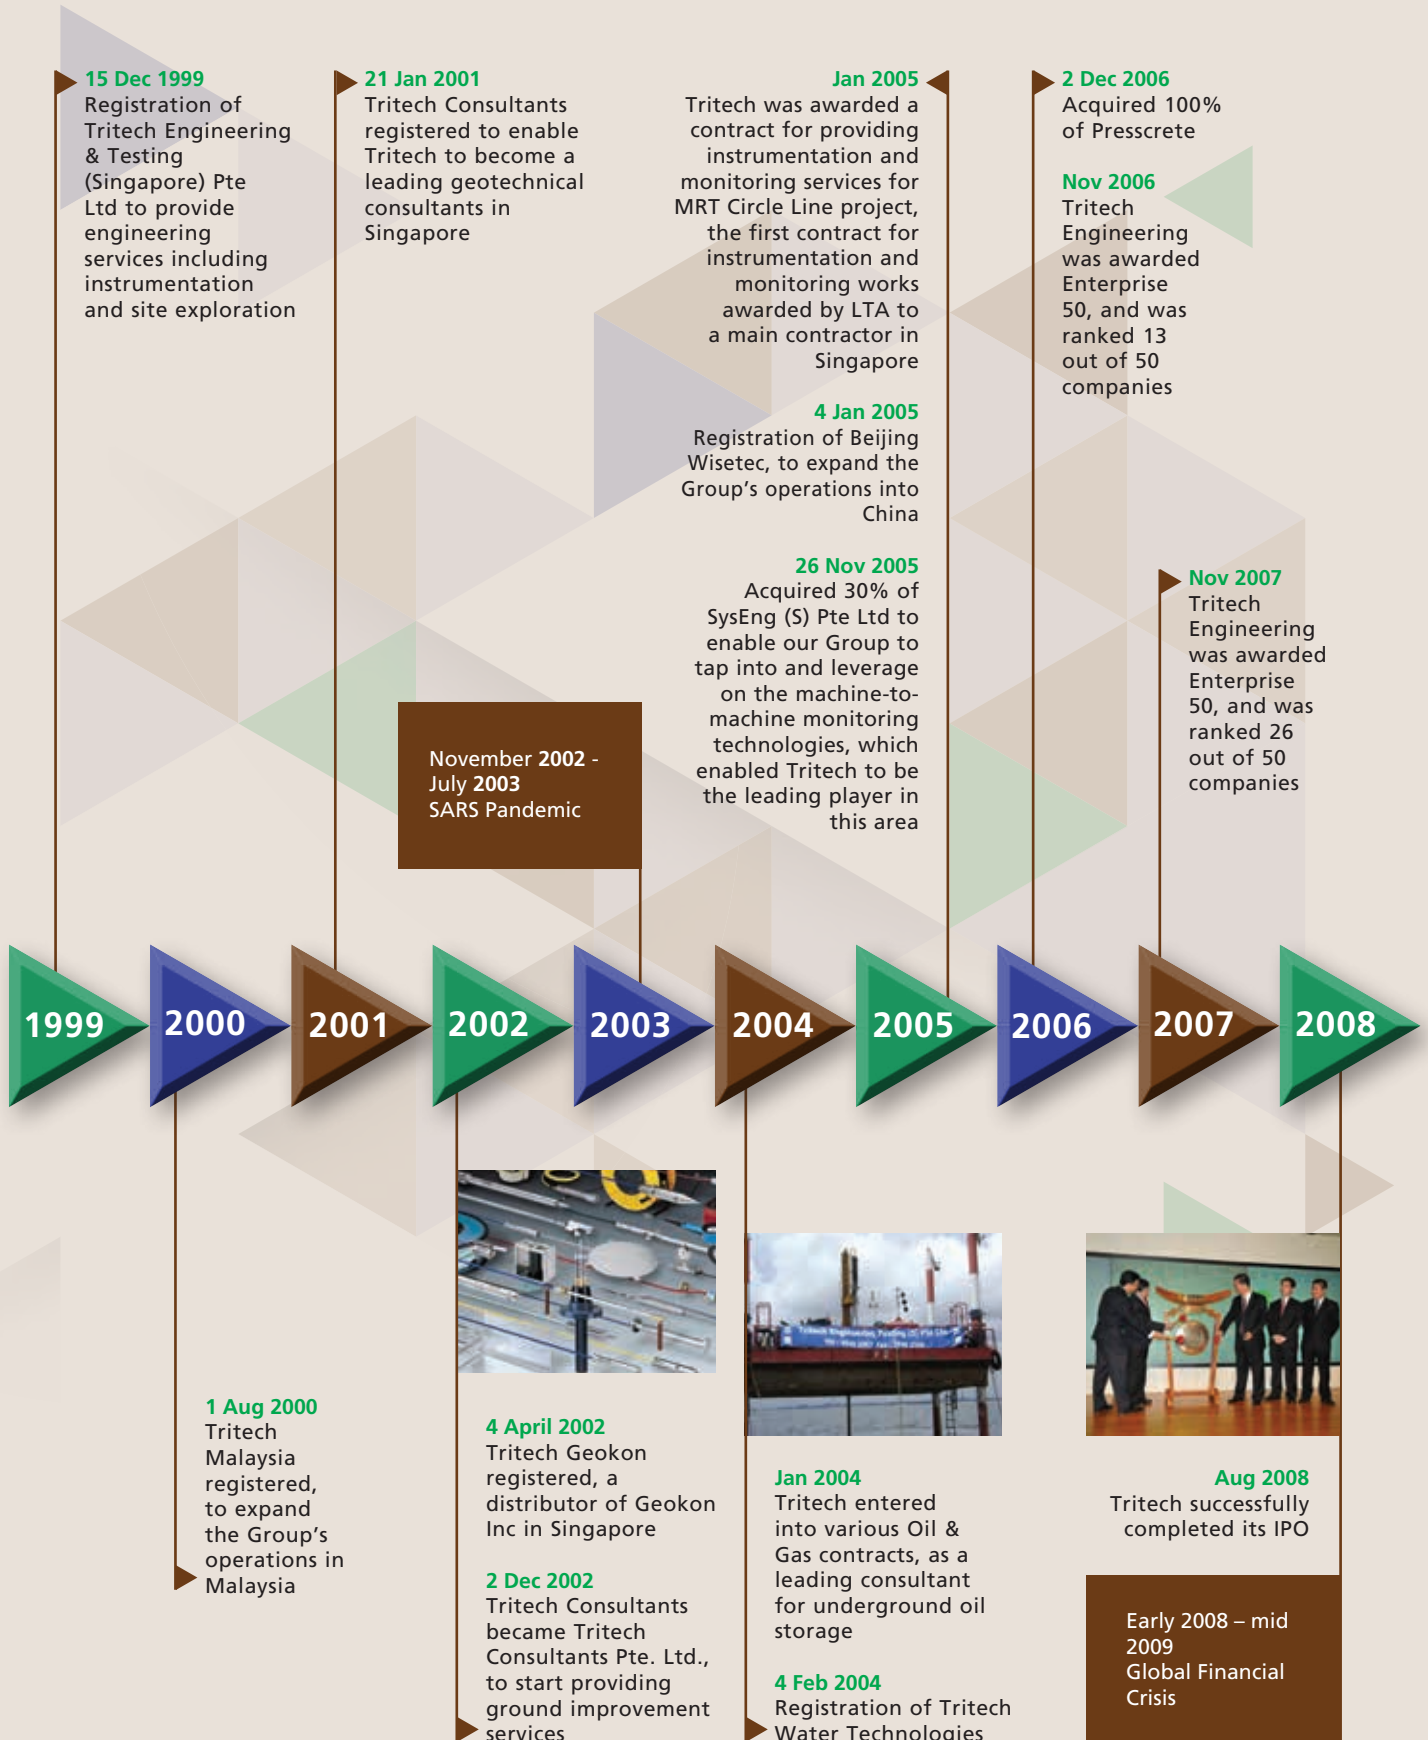 15 Dec 1999
Registration of
Tritech Engineering
& Testing
(Singapore) Pte
Ltd to provide
engineering
services including
instrumentation
and site exploration
21 Jan 2001
Tritech Consultants
registered to enable
Tritech to become a
leading geotechnical
consultants in
Singapore
Jan 2005
Tritech was awarded a
contract for providing
instrumentation and
monitoring services for
MRT Circle Line project,
the first contract for
instrumentation and
monitoring works
awarded by LTA to
a main contractor in
Singapore
4 Jan 2005
Registration of Beijing
Wisetec, to expand the
Group's operations into
China
26 Nov 2005
Acquired 30% of
SysEng (S) Pte Ltd to
enable our Group to
tap into and leverage
on the machine-to-
machine monitoring
technologies, which
enabled Tritech to be
the leading player in
this area
2 Dec 2006
Acquired 100%
of Presscrete
Nov 2006
Tritech
Engineering
was awarded
Enterprise
50, and was
ranked 13
out of 50
companies
Nov 2007
Tritech
Engineering
was awarded
Enterprise
50, and was
ranked 26
out of 50
companies
November 2002 -
July 2003
SARS Pandemic
1999
2000
2001
2002
2003
2004
2005
2006
2007
2008
1 Aug 2000
Tritech
Malaysia
registered,
to expand
the Group's
operations in
Malaysia
4 April 2002
Tritech Geokon
registered, a
distributor of Geokon
Inc in Singapore
2 Dec 2002
Tritech Consultants
became Tritech
Consultants Pte. Ltd.,
to start providing
ground improvement
services
Jan 2004
Tritech entered
into various Oil &
Gas contracts, as a
leading consultant
for underground oil
storage
4 Feb 2004
Registration of Tritech
Water Technologies
Aug 2008
Tritech successfully
completed its IPO
Early 2008 – mid
2009
Global Financial
Crisis